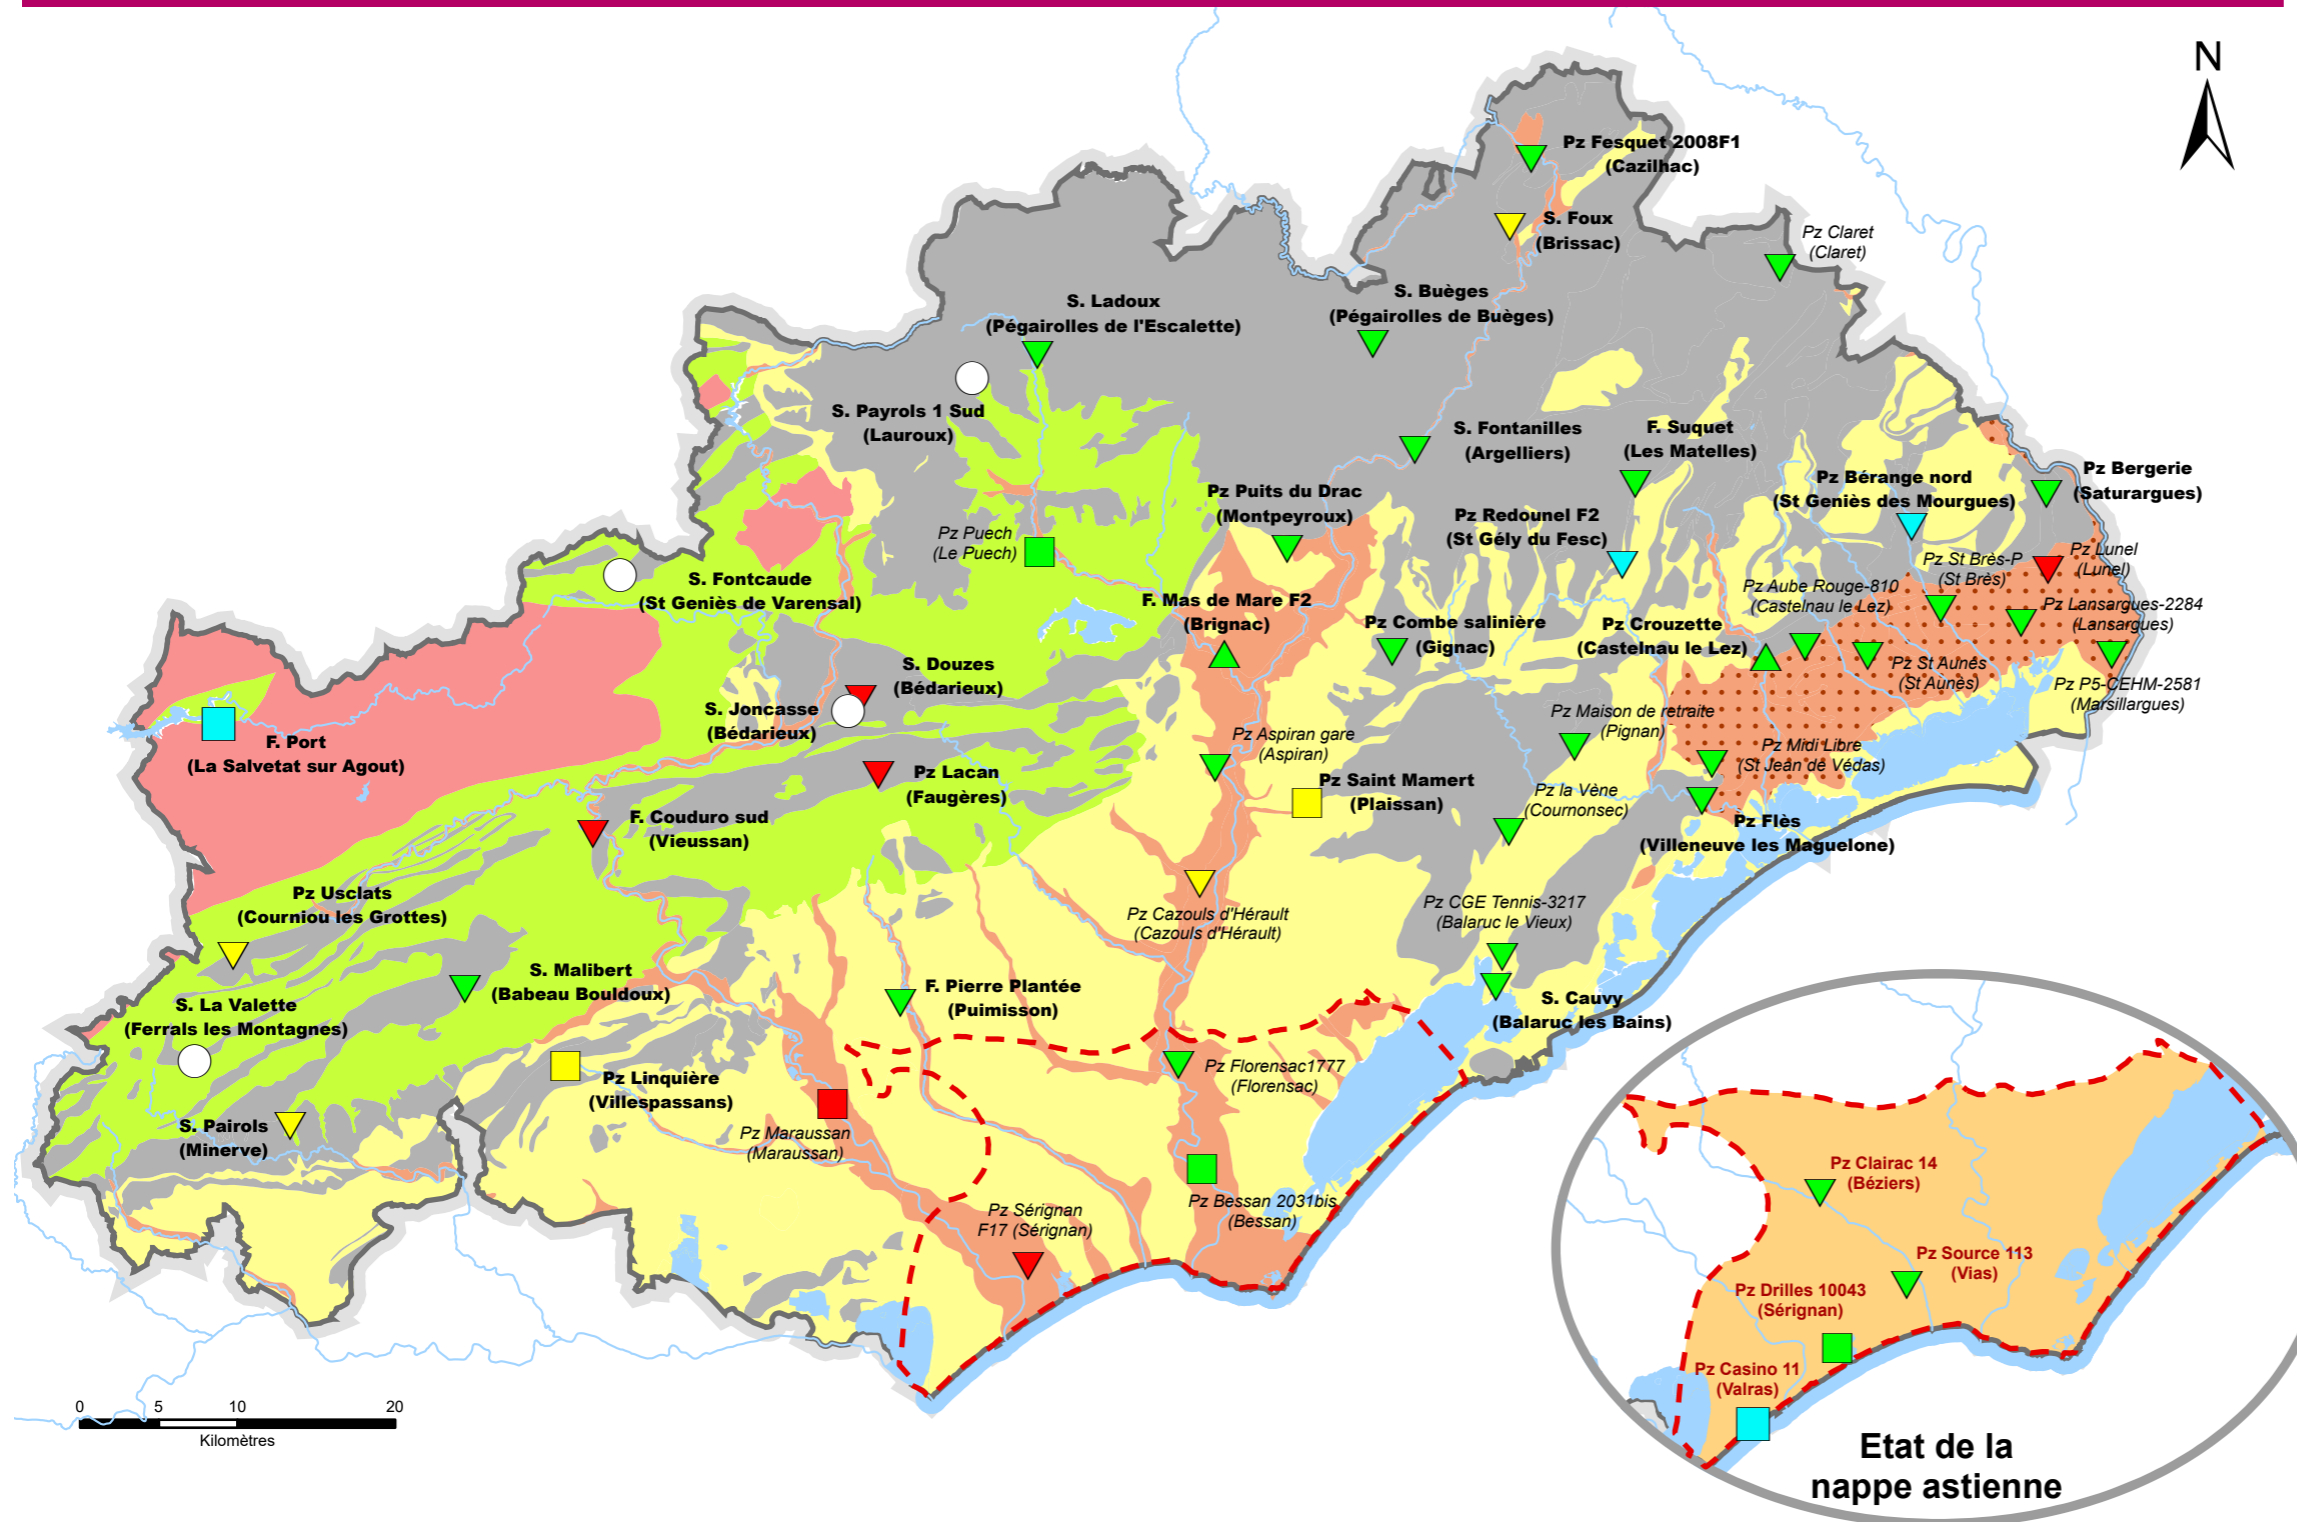 N
Pz Fesquet 2008F1
(Cazilhac)
S. Foux
(Brissac)
Pz Claret
(Claret)
S. Ladoux
(Pégairolles de l'Escalette)
S. Buèges
(Pégairolles de Buèges)
S. Payrols 1 Sud
(Lauroux)
S. Fontanilles
(Argelliers)
F. Suquet
(Les Matelles)
Pz Bérange nord
(St Geniès des Mourgues)
Pz Bergerie
(Saturargues)
Pz Puits du Drac
(Montpeyroux)
Pz Redounel F2
(St Gély du Fesc)
Pz Puech
(Le Puech)
Pz St Brès-P
(St Brès)
Pz Lunel
(Lunel)
S. Fontcaude
(St Geniès de Varensal)
Pz Aube Rouge-810
(Castelnau le Lez)
F. Mas de Mare F2
(Brignac)
Pz Combe salinière
(Gignac)
Pz Crouzette
(Castelnau le Lez)
Pz Lansargues-2284
(Lansargues)
S. Douzes
(Bédarieux)
Pz St Aunès
(St Aunès)
Pz P5-CEHM-2581
(Marsillargues)
S. Joncasse
(Bédarieux)
Pz Maison de retraite
(Pignan)
F. Port
(La Salvetat sur Agout)
Pz Aspiran gare
(Aspiran)
Pz Midi Libre
(St Jean de Védas)
Pz Lacan
(Faugères)
Pz Saint Mamert
(Plaissan)
Pz la Vène
(Cournonsec)
F. Couduro sud
(Vieussan)
Pz Flès
(Villeneuve les Maguelone)
Pz Usclats
(Courniou les Grottes)
Pz Cazouls d'Hérault
(Cazouls d'Hérault)
Pz CGE Tennis-3217
(Balaruc le Vieux)
S. Malibert
(Babeau Bouldoux)
F. Pierre Plantée
(Puimisson)
S. La Valette
(Ferrals les Montagnes)
S. Cauvy
(Balaruc les Bains)
Pz Florensac1777
(Florensac)
Pz Linquière
(Villespassans)
S. Pairols
(Minerve)
Pz Maraussan
(Maraussan)
Pz Bessan 2031bis
(Bessan)
Pz Sérignan
F17 (Sérignan)
Pz Clairac 14
(Béziers)
Pz Source 113
(Vias)
Pz Drilles 10043
(Sérignan)
Pz Casino 11
(Valras)
0 5 10 20
Kilomètres
Etat de la
nappe astienne